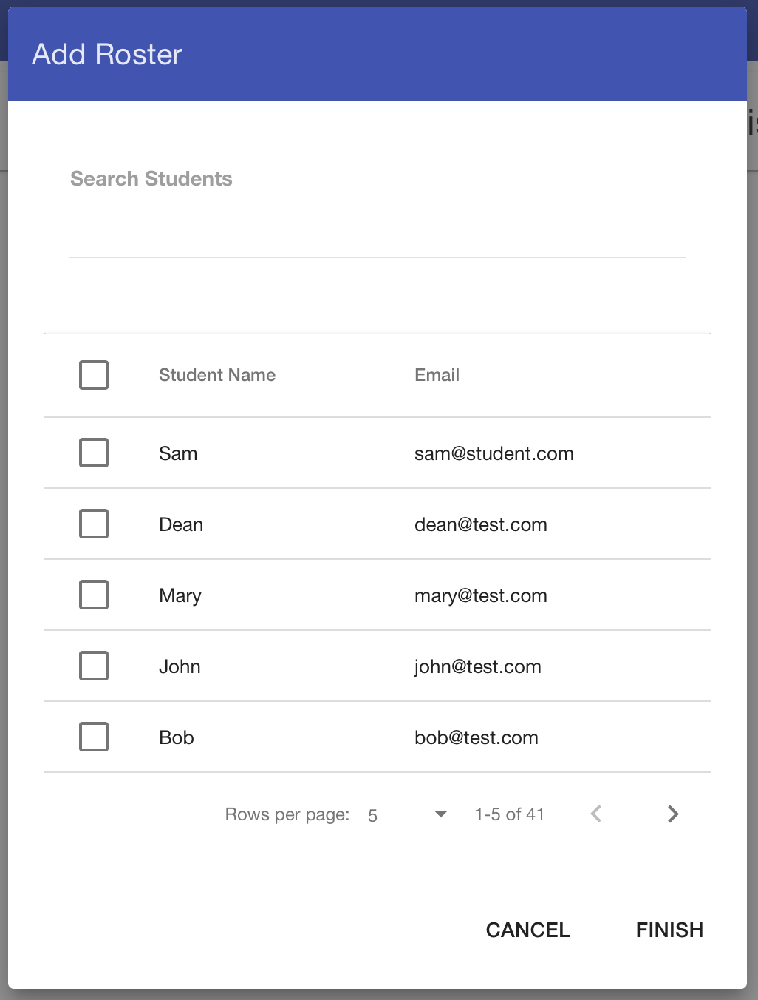 Add Roster
Search Students
Student Name Email
Sam sam@student.com
Dean dean@test.com
Mary mary@test.com
John john@test.com
Bob bob@test.com
Rows per page: 5 1-5 of 41
CANCEL FINISH